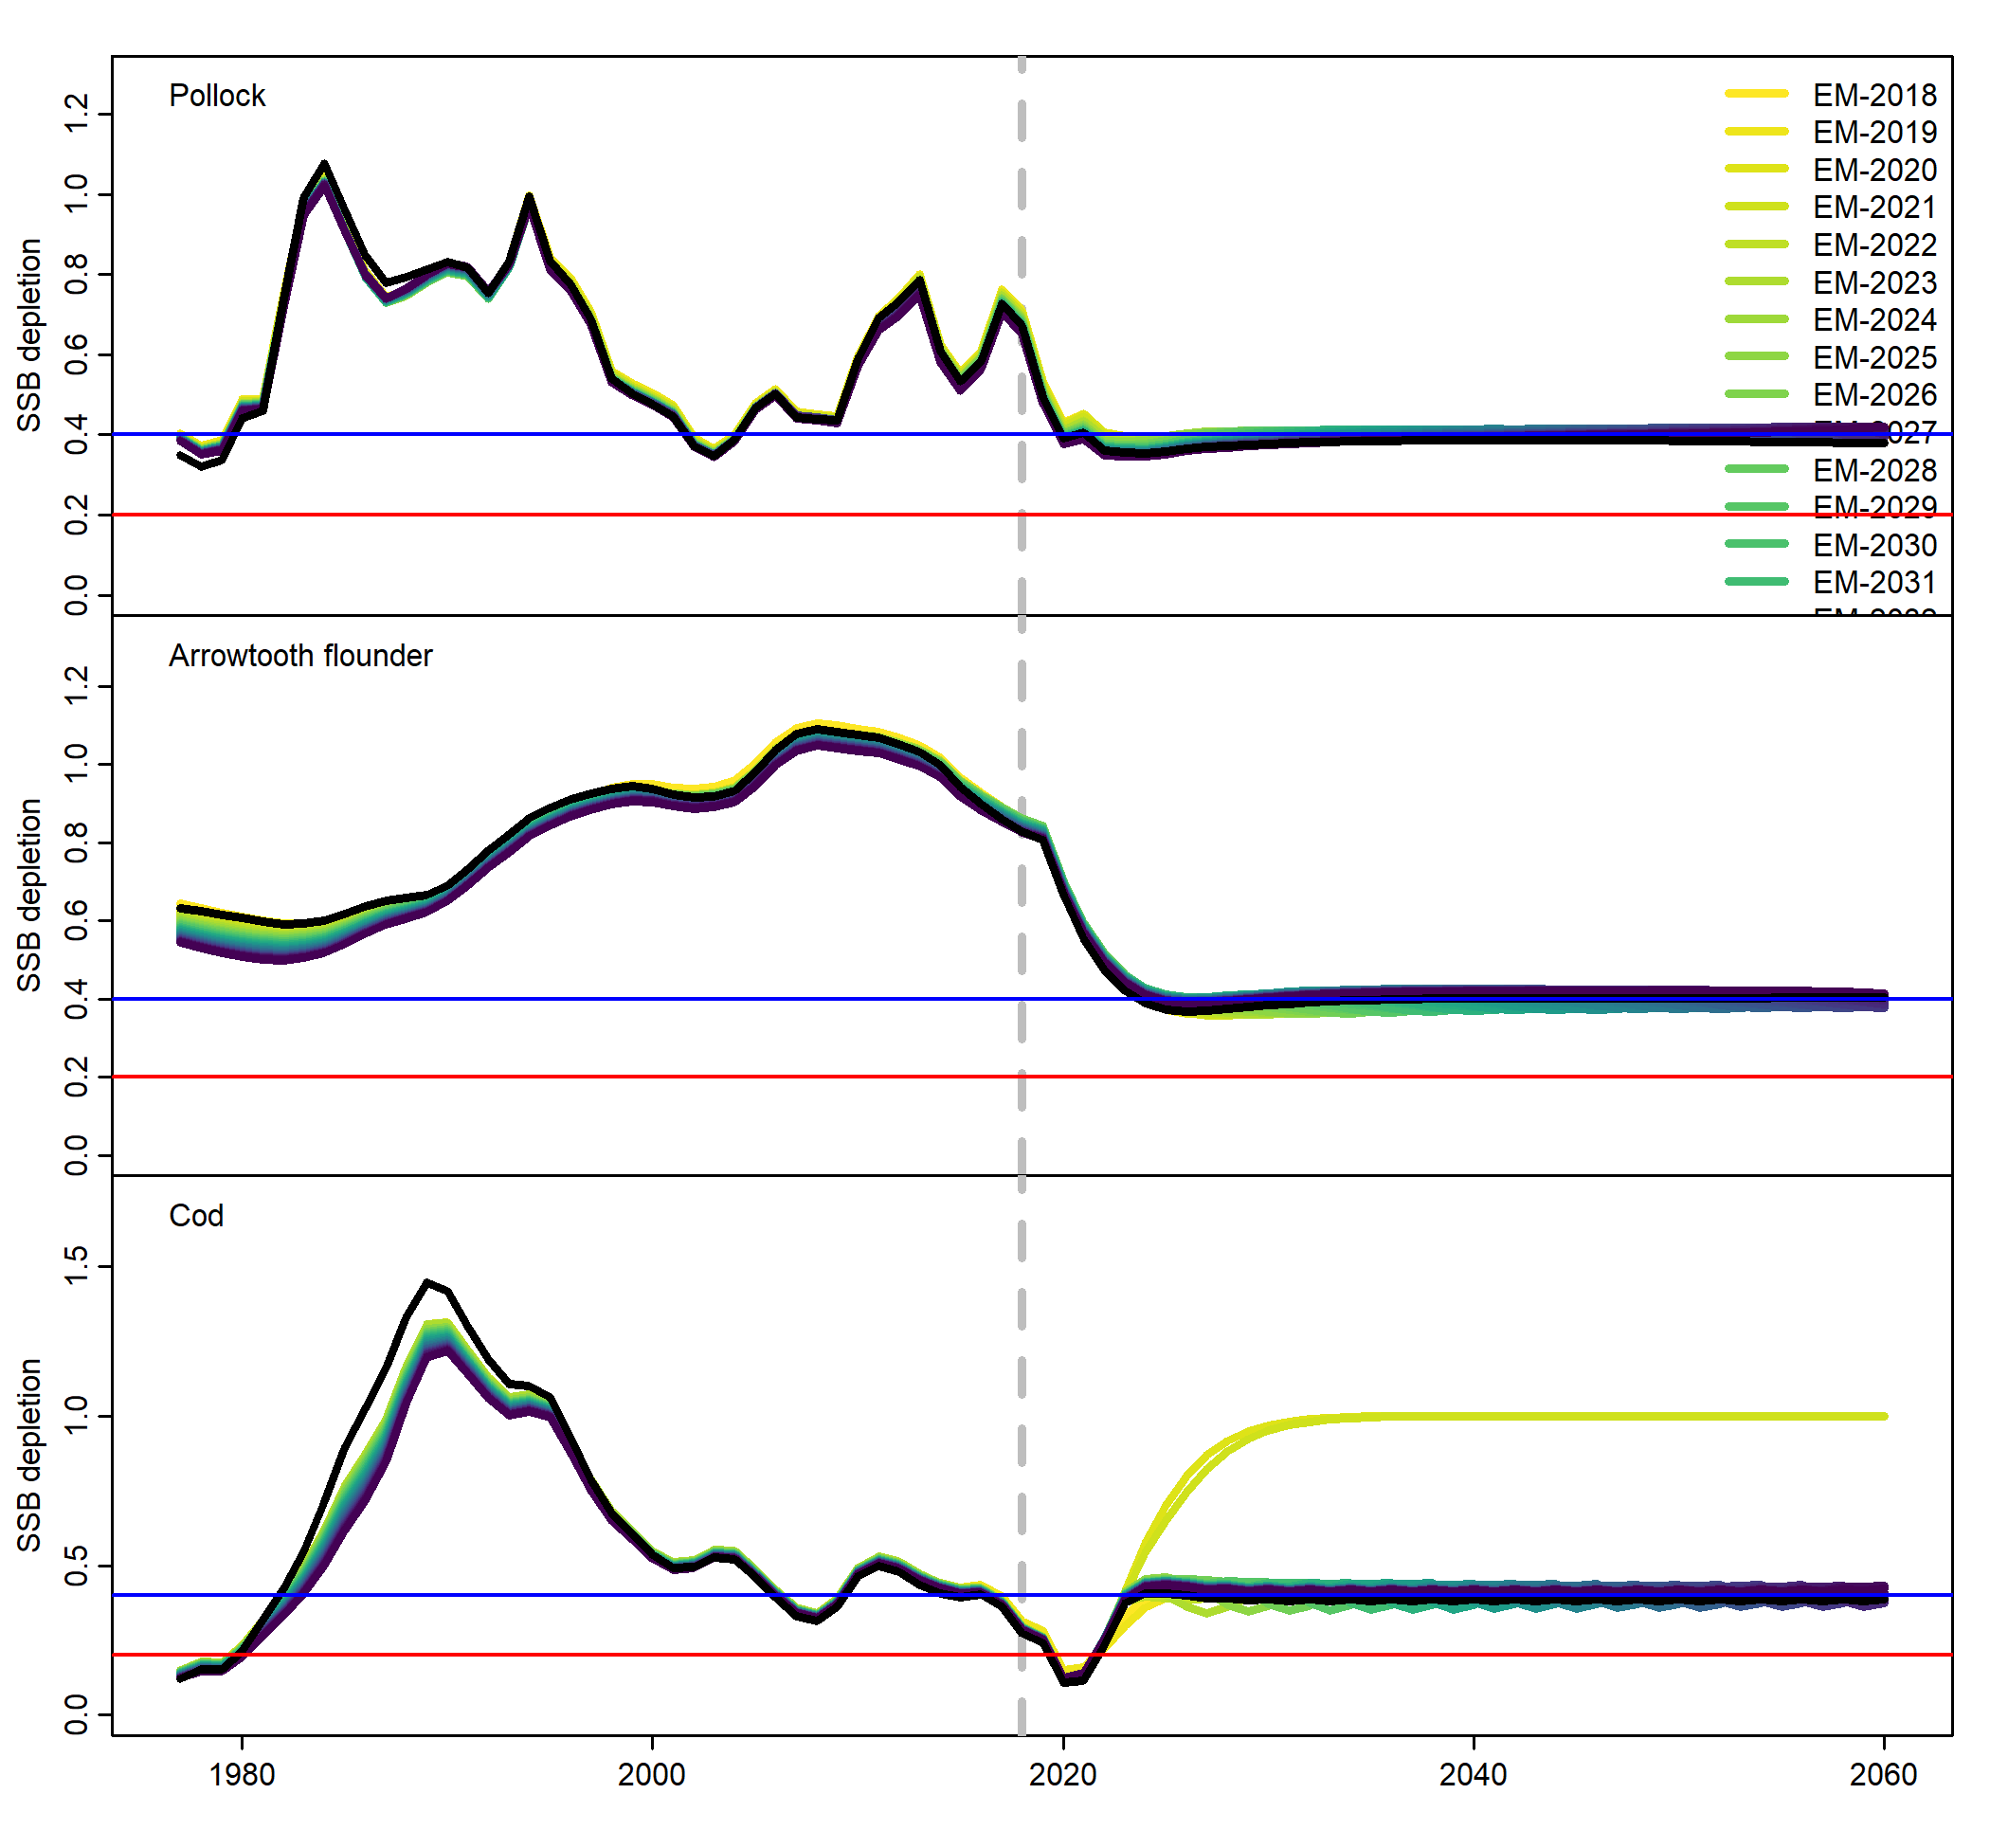 Pollock
SSB depletion
0.0 0.2 0.4 0.6 0.8 1.0 1.2
EM-2018
EM-2019
EM-2020
EM-2021
EM-2022
EM-2023
EM-2024
EM-2025
EM-2026
027
EM-2028
EM-2029
EM-2030
EM-2031
Arrowtooth flounder
SSB depletion
0.0 0.2 0.4 0.6 0.8 1.0 1.2
Cod
SSB depletion
0.0 0.5 1.0 1.5
1980 2000 2020 2040 2060